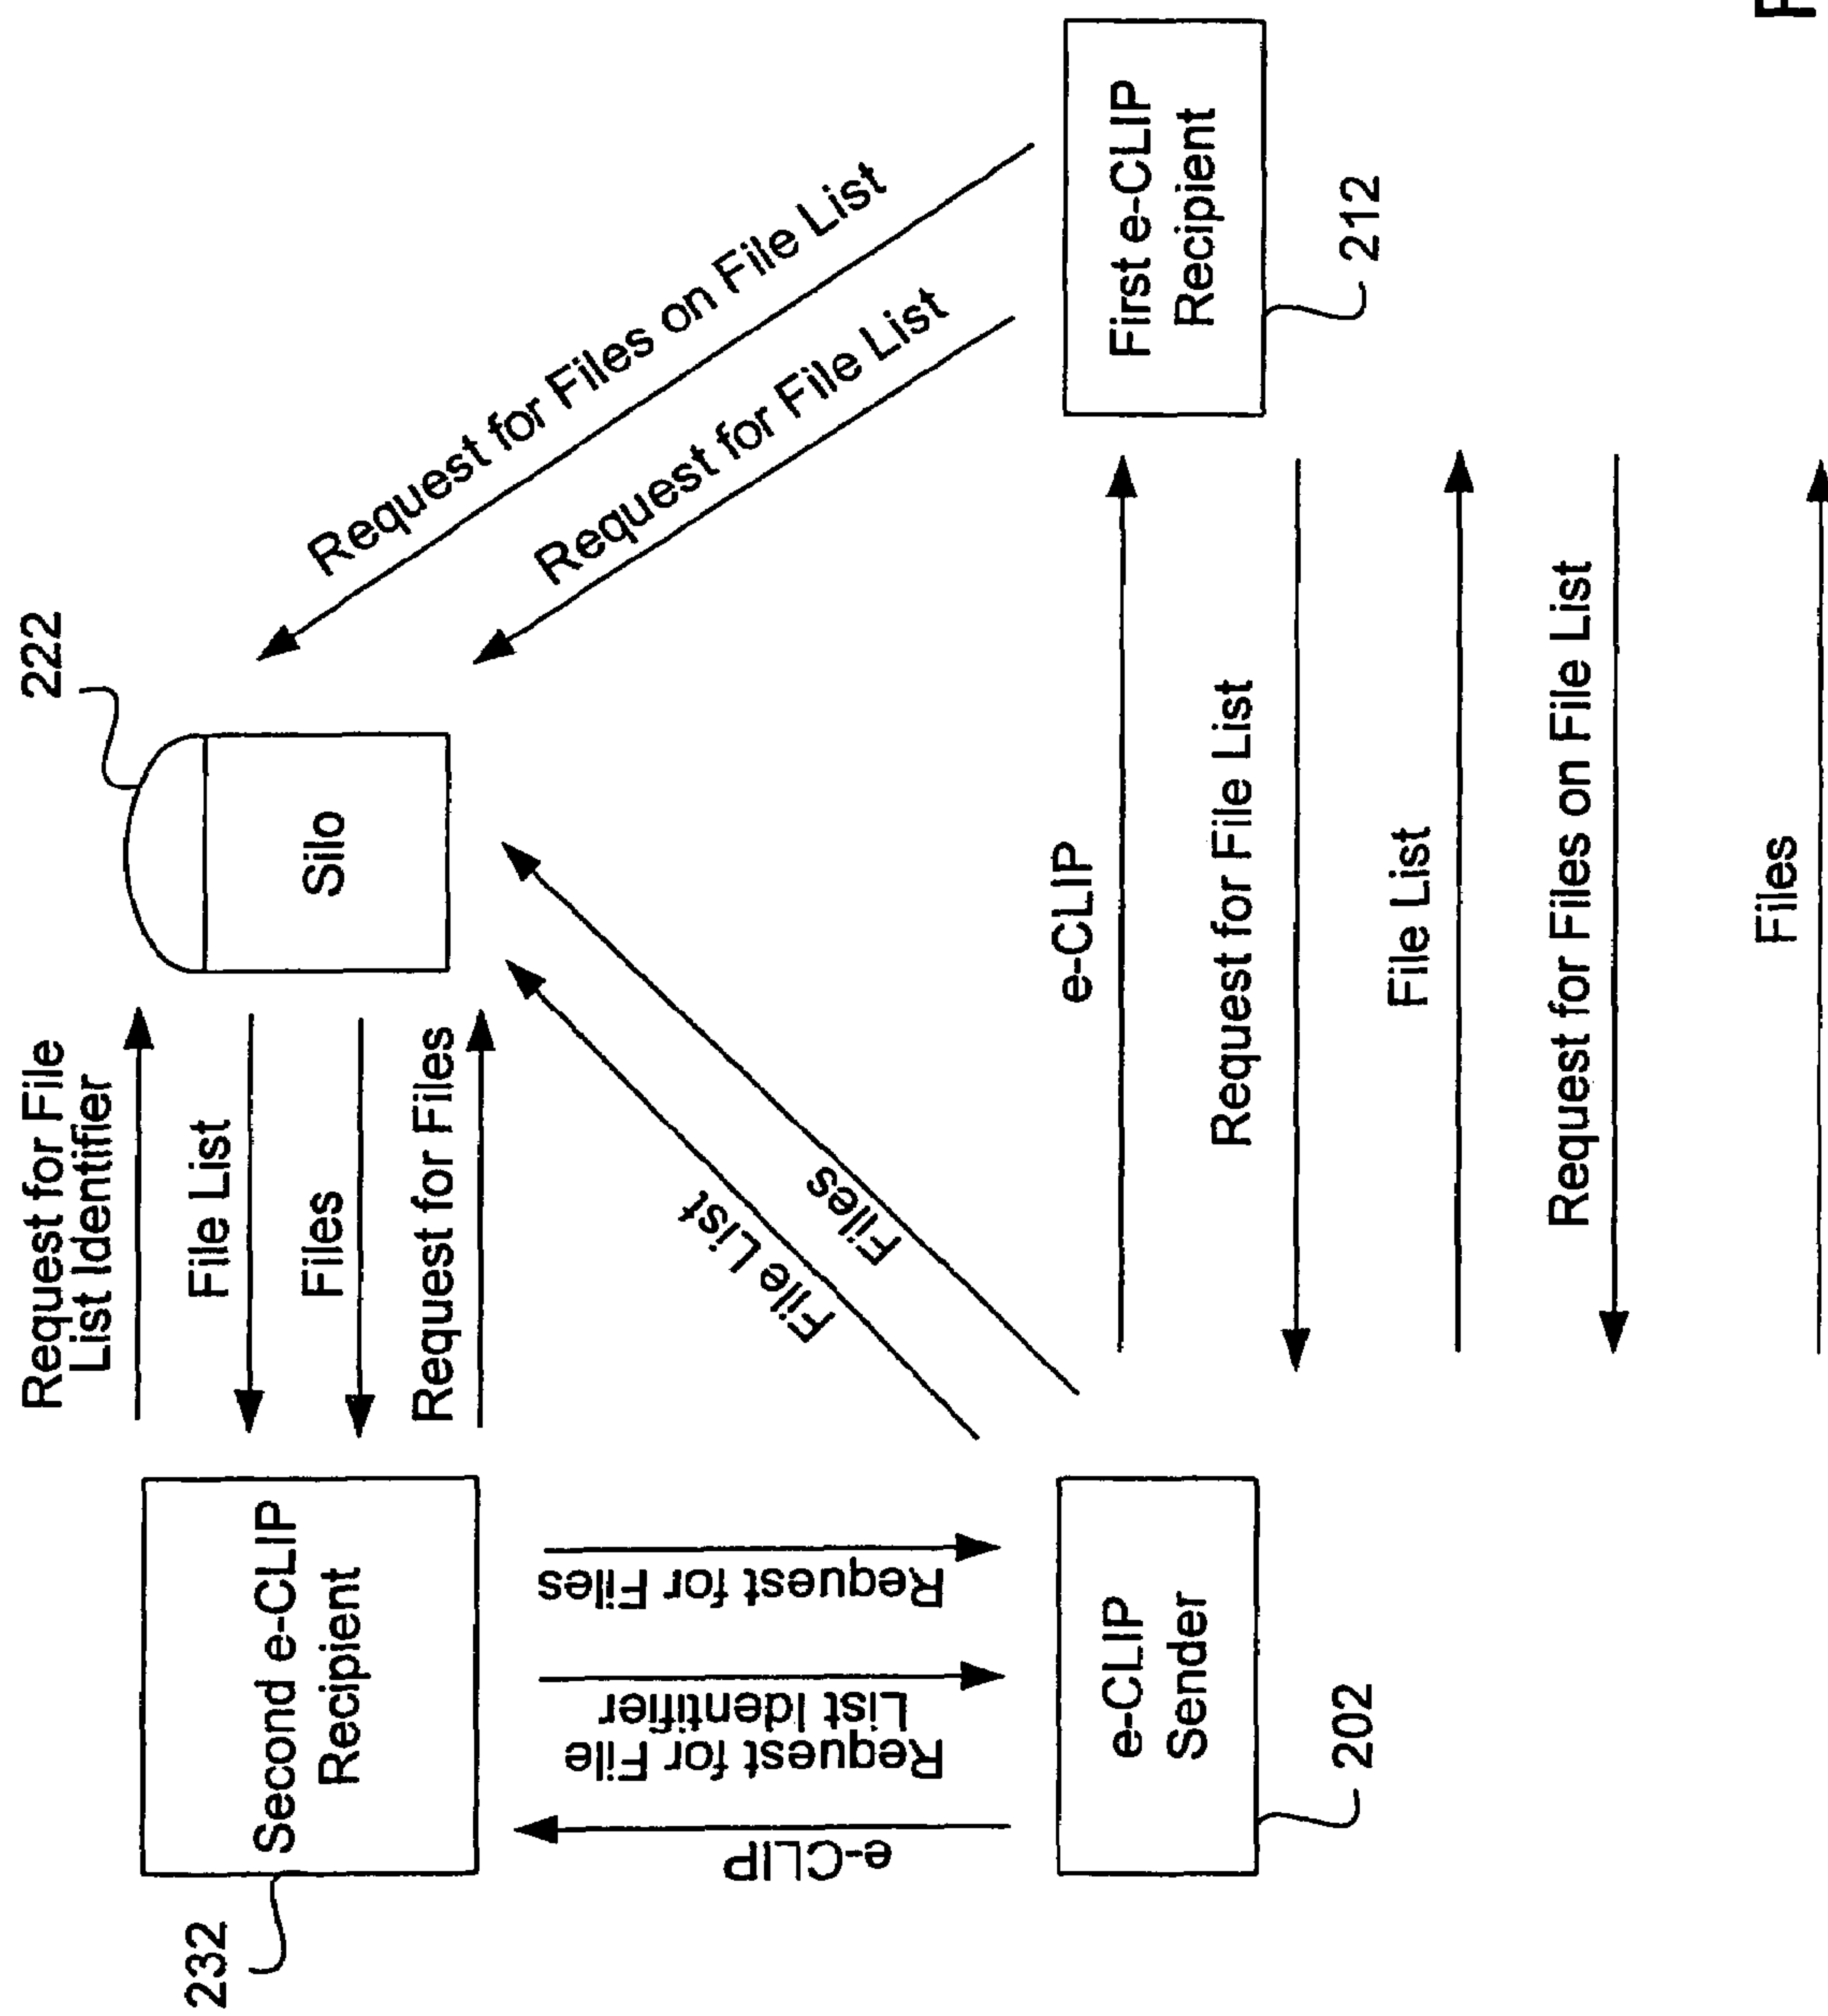 232
Second e-CLIP
Recipient
Request for File
List Identifier
File List
Files
Request for Files
222
Silo
Request for Files on File List
Request for File List
e-CLIP
Request for File
List Identifier
Request for Files
File List
Files
e-CLIP
Sender
202
e-CLIP
Request for File List
File List
Request for Files on File List
Files
First e-CLIP
Recipient
212